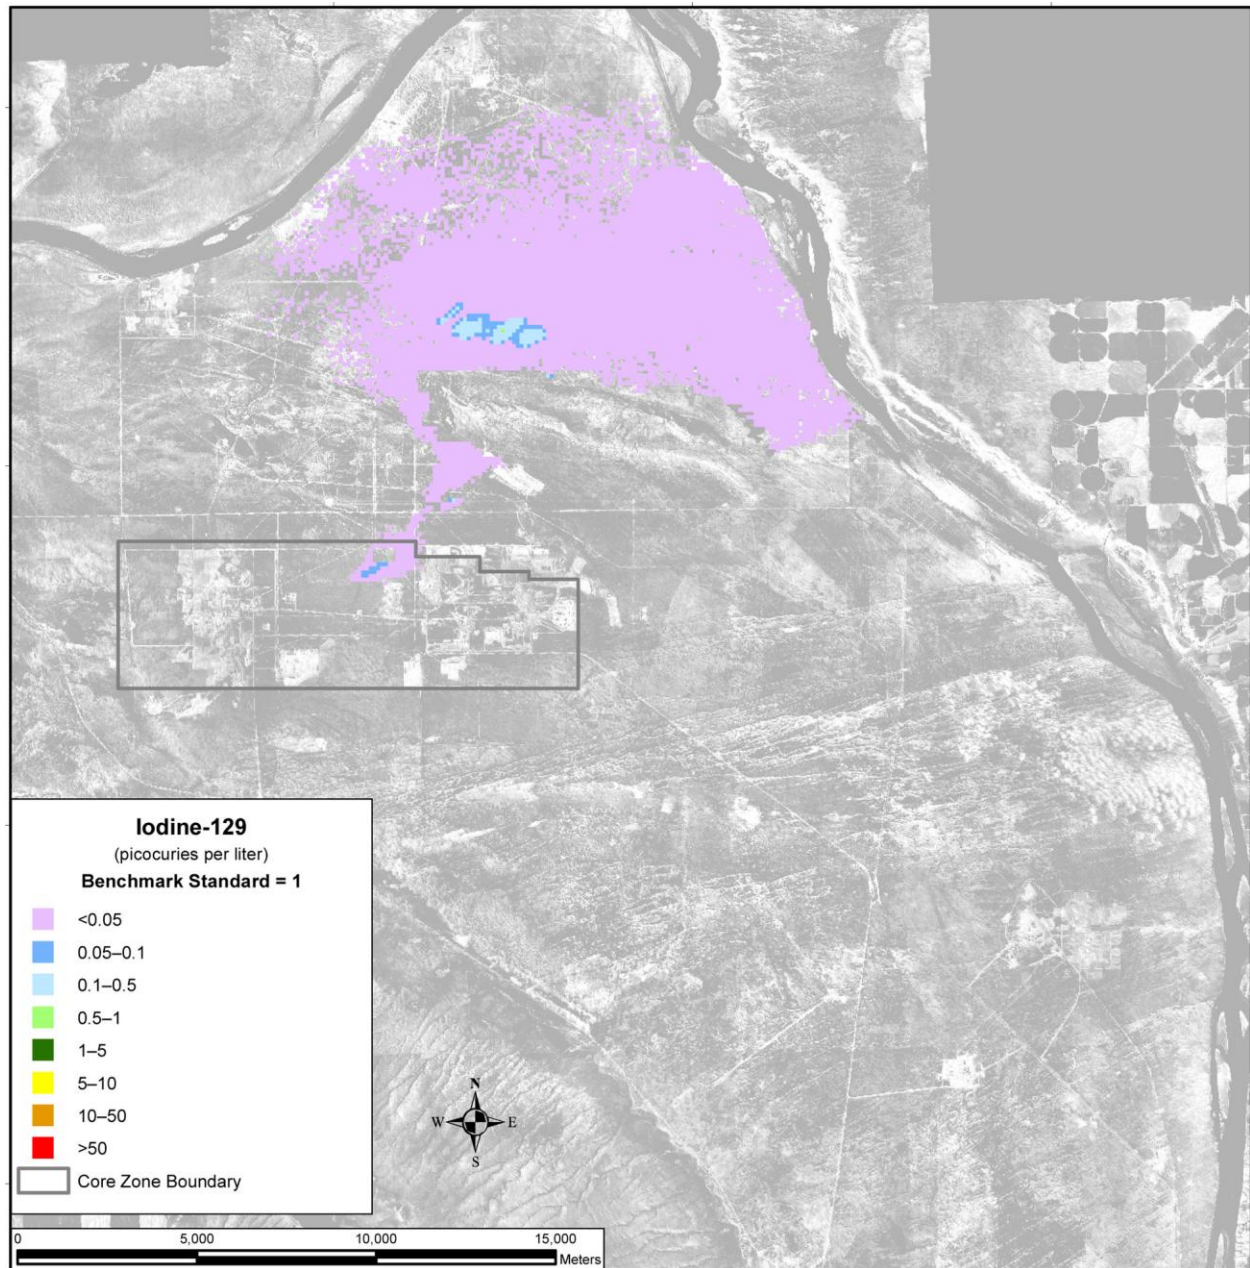 Iodine-129
(picocuries per liter)
Benchmark Standard = 1
<0.05
0.05–0.1
0.1–0.5
0.5–1
1–5
5–10
10–50
>50
Core Zone Boundary
N
W E
S
0 5,000 10,000 15,000
Meters